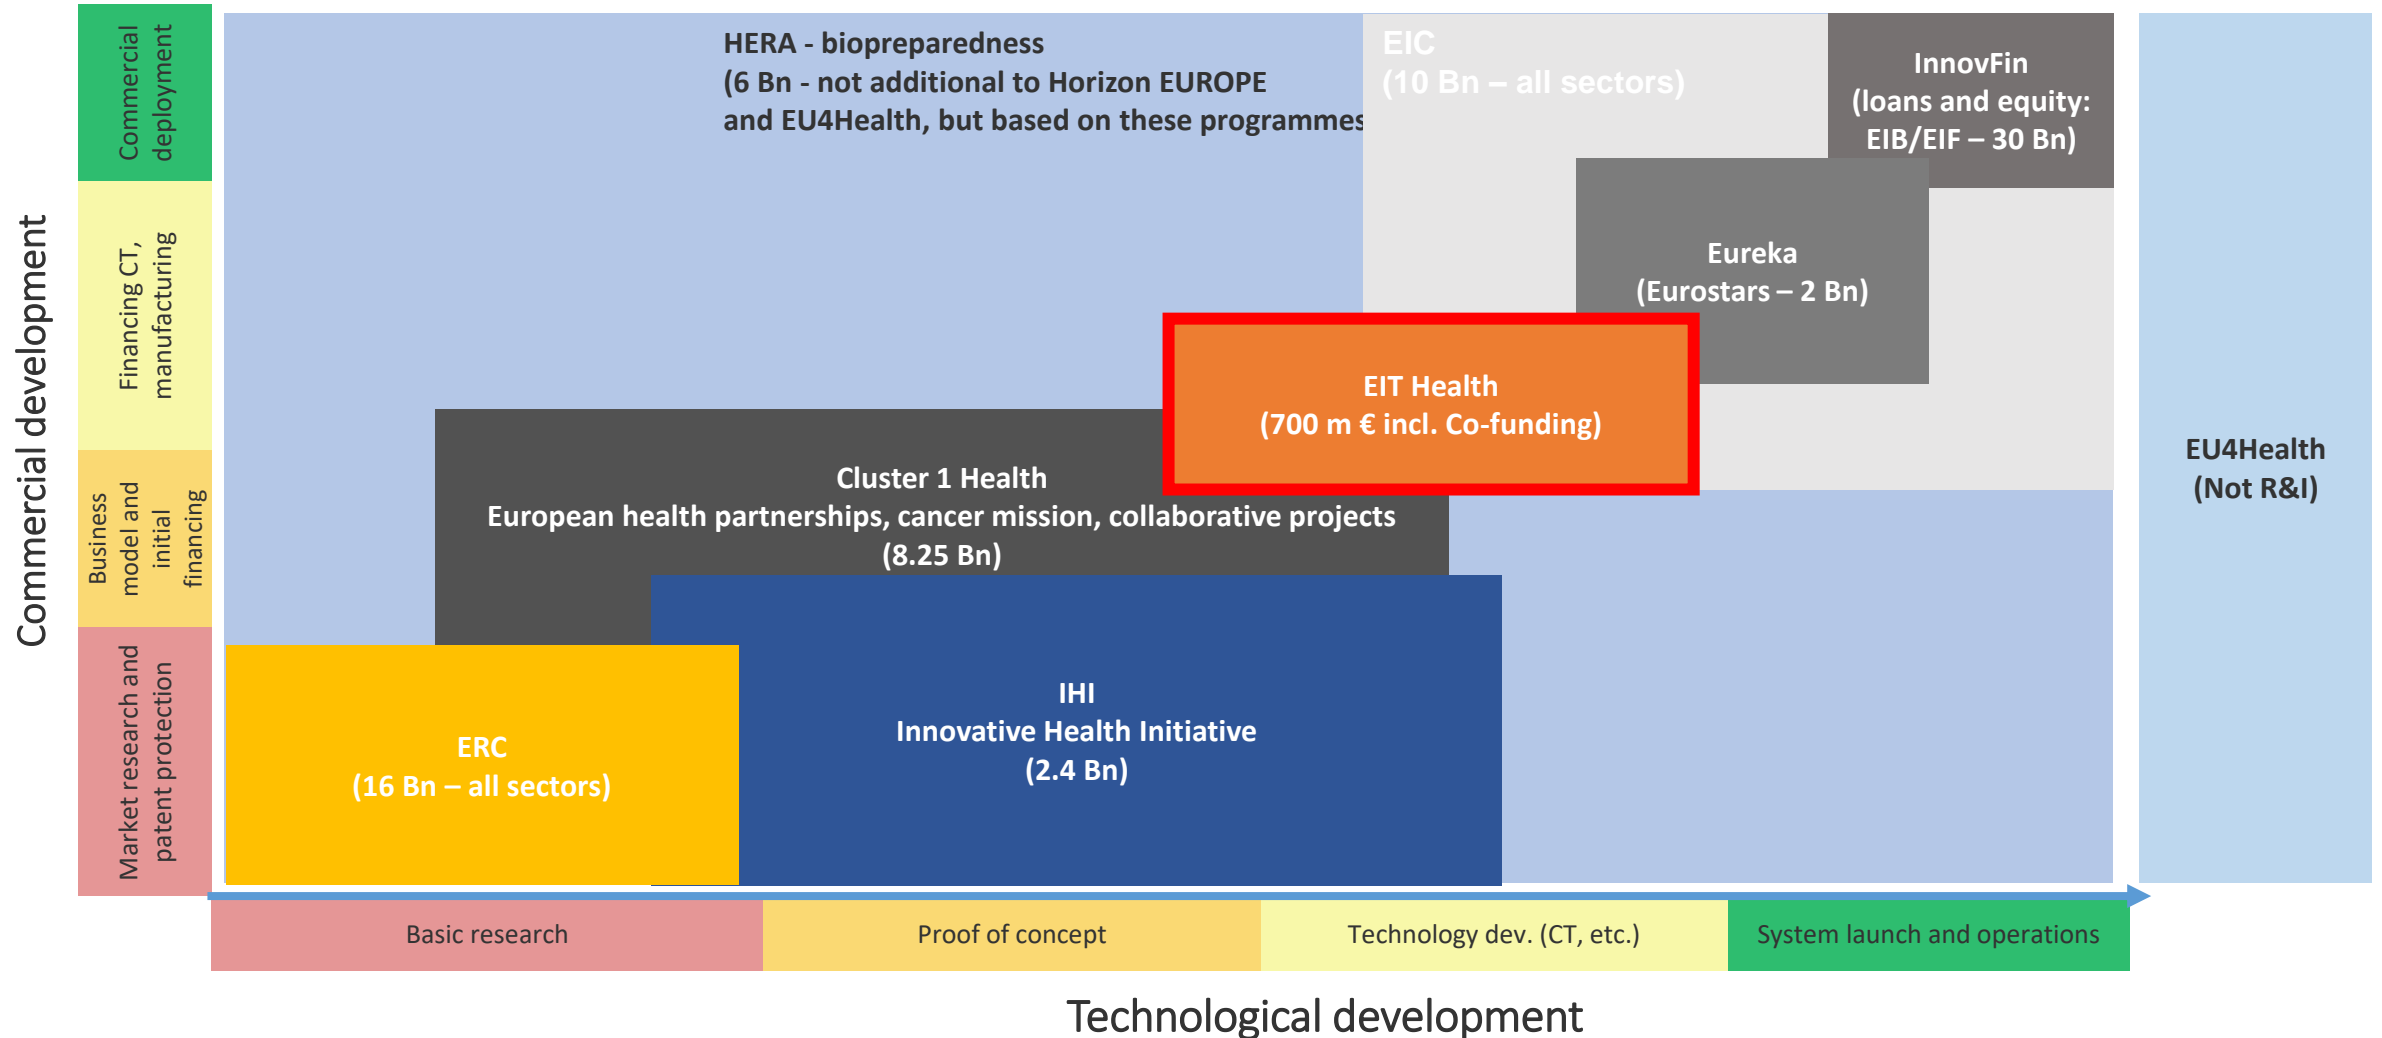 Commercial development
Commercial
deployment
Financing CT,
manufacturing
Business
model and
initial
financing
Market research and
patent protection
HERA - biopreparedness
(6 Bn - not additional to Horizon EUROPE
and EU4Health, but based on these programmes
EIC
(10 Bn – all sectors)
InnovFin
(loans and equity:
EIB/EIF – 30 Bn)
Eureka
(Eurostars – 2 Bn)
EIT Health
(700 m € incl. Co-funding)
Cluster 1 Health
European health partnerships, cancer mission, collaborative projects
(8.25 Bn)
IHI
Innovative Health Initiative
(2.4 Bn)
ERC
(16 Bn – all sectors)
EU4Health
(Not R&I)
Basic research
Proof of concept
Technology dev. (CT, etc.)
System launch and operations
Technological development